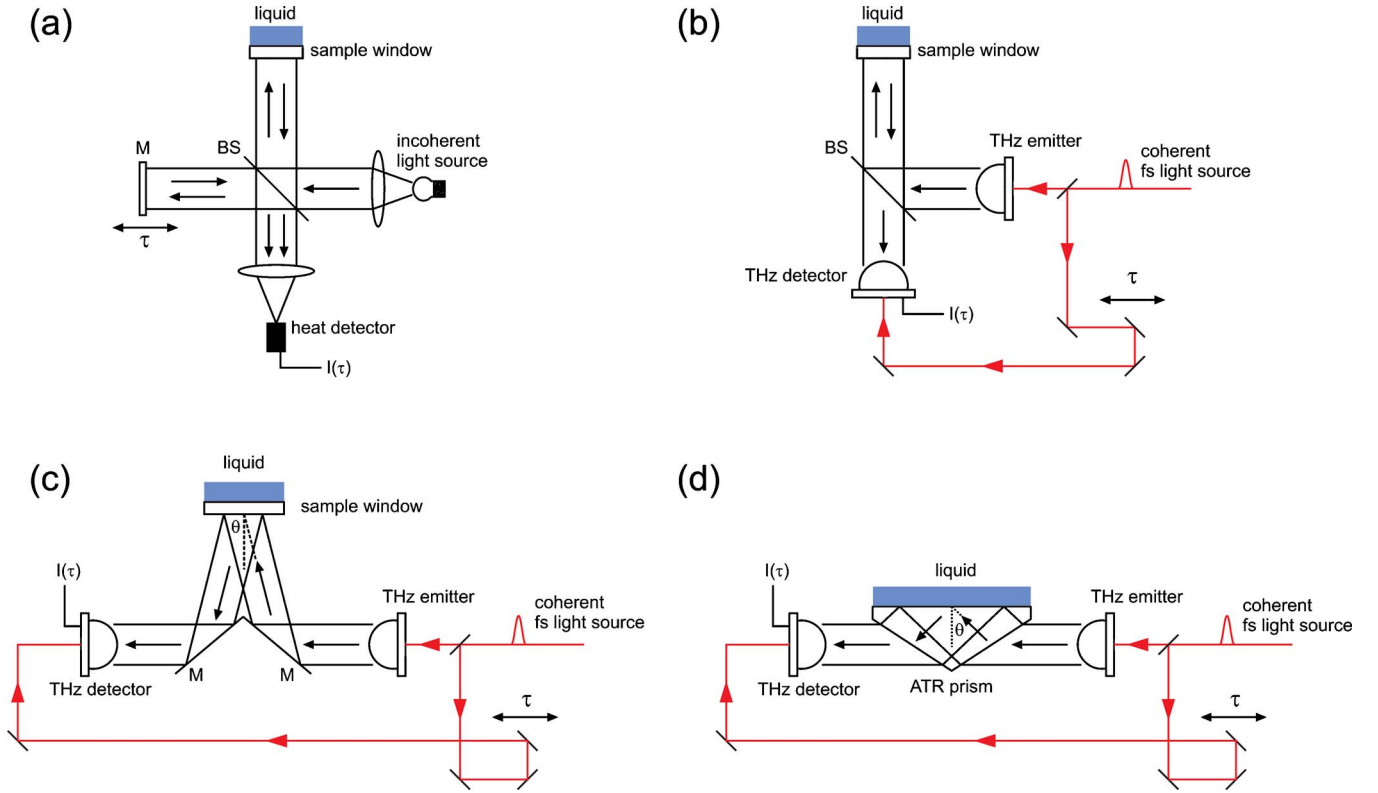 (a)
liquid
sample window
M
BS
incoherent
light source
τ
heat detector
I(τ)
(b)
liquid
sample window
BS
THz emitter
coherent
fs light source
THz detector
τ
I(τ)
(c)
liquid
sample window
θ
I(τ)
THz emitter
coherent
fs light source
THz detector
M
M
τ
(d)
liquid
I(τ)
THz emitter
coherent
fs light source
θ
THz detector
ATR prism
τ